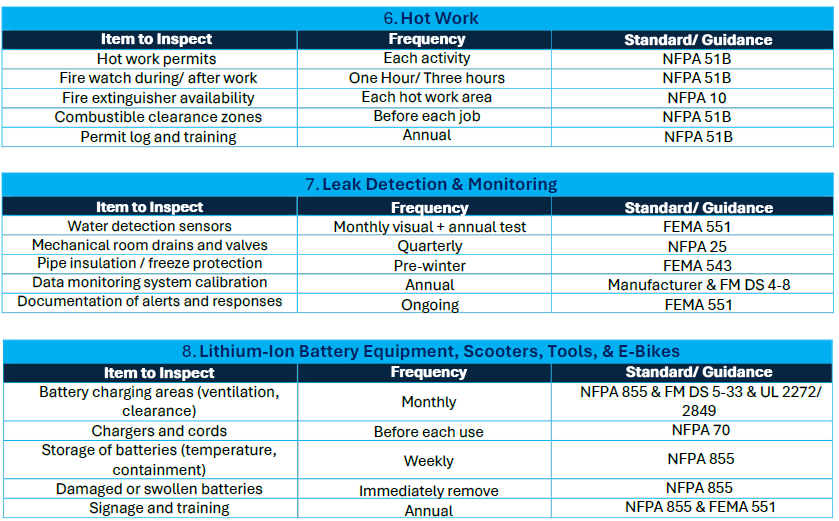 6. Hot Work
Item to Inspect Frequency Standard/ Guidance
Hot work permits Each activity NFPA 51B
Fire watch during/ after work One Hour/ Three hours NFPA 51B
Fire extinguisher availability Each hot work area NFPA 10
Combustible clearance zones Before each job NFPA 51B
Permit log and training Annual NFPA 51B
7. Leak Detection & Monitoring
Item to Inspect Frequency Standard/ Guidance
Water detection sensors Monthly visual + annual test FEMA 551
Mechanical room drains and valves Quarterly NFPA 25
Pipe insulation / freeze protection Pre-winter FEMA 543
Data monitoring system calibration Annual Manufacturer & FM DS 4-8
Documentation of alerts and responses Ongoing FEMA 551
8. Lithium-Ion Battery Equipment, Scooters, Tools, & E-Bikes
Item to Inspect Frequency Standard/ Guidance
Battery charging areas (ventilation,
clearance) Monthly NFPA 855 & FM DS 5-33 & UL 2272/
2849
Chargers and cords Before each use NFPA 70
Storage of batteries (temperature,
containment) Weekly NFPA 855
Damaged or swollen batteries Immediately remove NFPA 855
Signage and training Annual NFPA 855 & FEMA 551